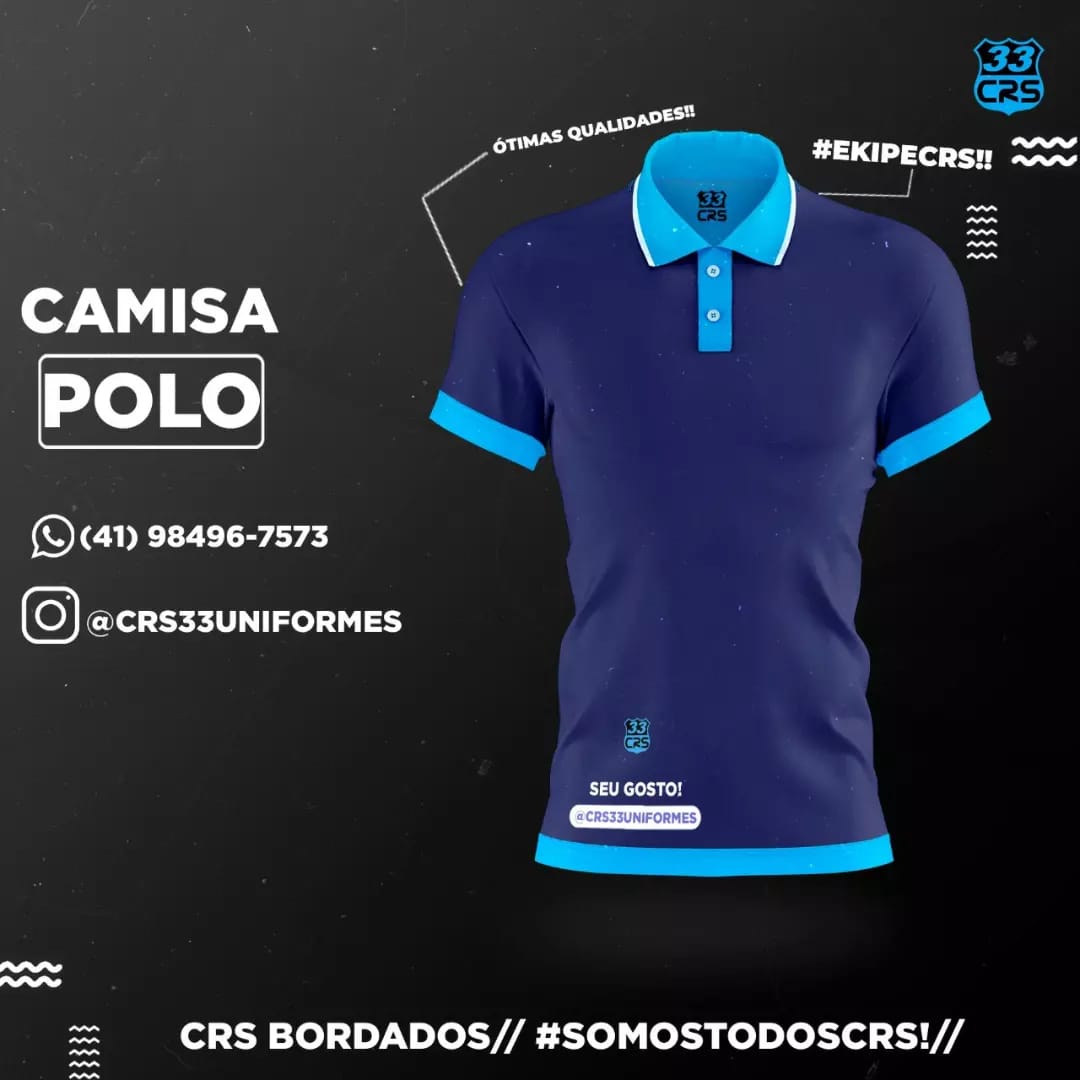 33
CRS
ÓTIMAS QUALIDADES!!
#EKIPECRS!!
33
CRS
CAMISA
POLO
(41) 98496-7573
@CRS33UNIFORMES
33
CRS
SEU GOSTO!
@CRS33UNIFORMES
CRS BORDADOS// #SOMOSTODOSCRS!//